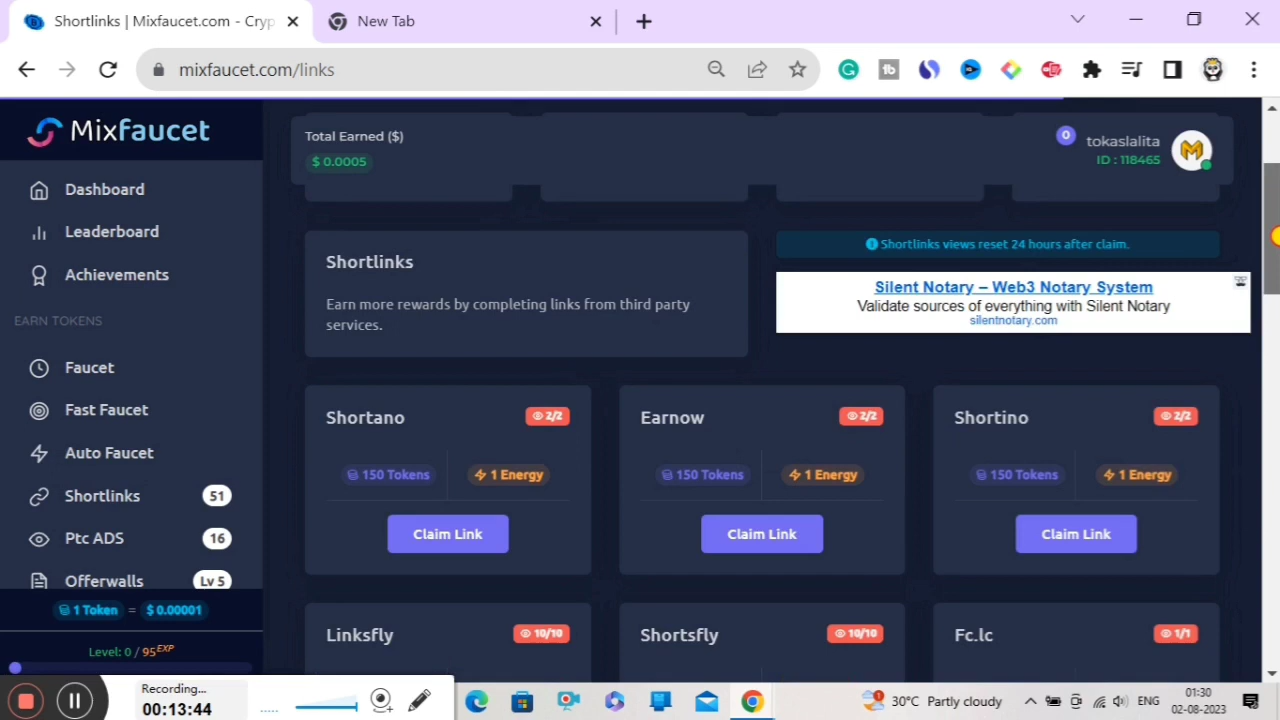 Shortlinks | Mixfaucet.com - Cryp
New Tab
mixfaucet.com/links
Mixfaucet
Total Earned ($)
$ 0.0005
0
tokaslalita
ID : 118465
Dashboard
Leaderboard
Achievements
EARN TOKENS
Faucet
Fast Faucet
Auto Faucet
Shortlinks 51
Ptc ADS 16
Offerwalls Lv 5
1 Token = $ 0.00001
Level: 0 / 95EXP
Shortlinks
Earn more rewards by completing links from third party
services.
Shortlinks views reset 24 hours after claim.
Silent Notary – Web3 Notary System
Validate sources of everything with Silent Notary
silentnotary.com
Shortano 2/2
150 Tokens 1 Energy
Claim Link
Earnow 2/2
150 Tokens 1 Energy
Claim Link
Shortino 2/2
150 Tokens 1 Energy
Claim Link
Linksfly 10/10
Shortsfly 10/10
Fc.lc 1/1
Recording...
00:13:44
30°C Partly cloudy
ENG
01:30
02-08-2023